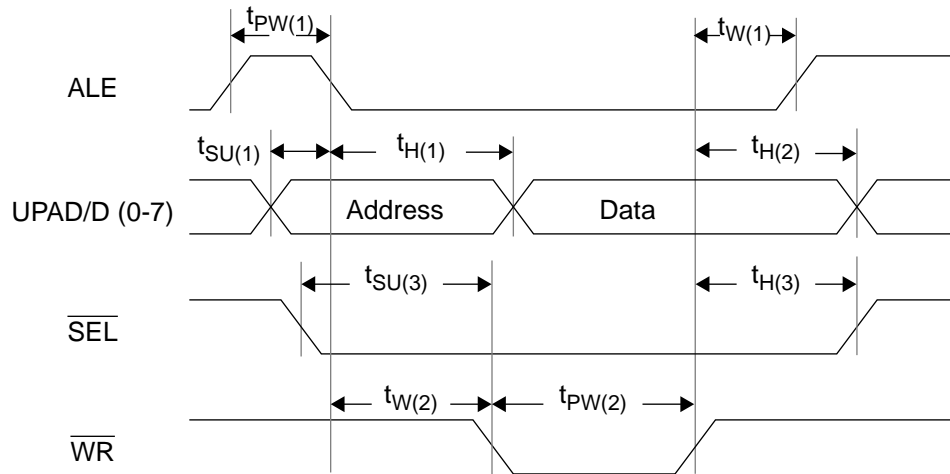 tPW(1)
tW(1)
ALE
tSU(1)
tH(1)
tH(2)
UPAD/D (0-7)
Address
Data
tSU(3)
tH(3)
SEL
tW(2)
tPW(2)
WR